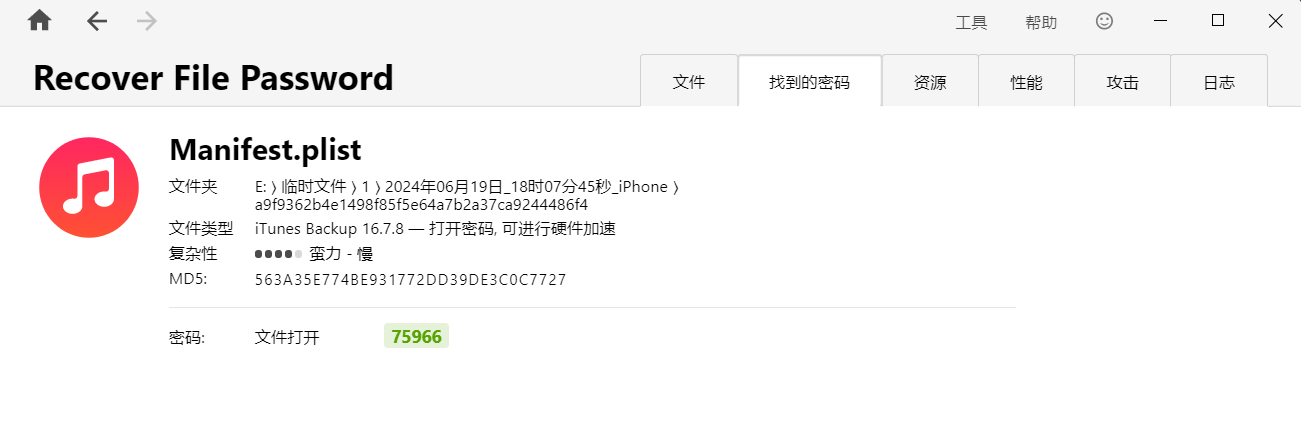 工具 帮助
Recover File Password
文件 找到的密码 资源 性能 攻击 日志
Manifest.plist
文件夹 E: 〉临时文件 〉1 〉2024年06月19日_18时07分45秒_iPhone 〉
a9f9362b4e1498f85f5e64a7b2a37ca9244486f4
文件类型 iTunes Backup 16.7.8 — 打开密码, 可进行硬件加速
复杂性 蛮力 - 慢
MD5: 563A35E774BE931772DD39DE3C0C7727
密码: 文件打开 75966